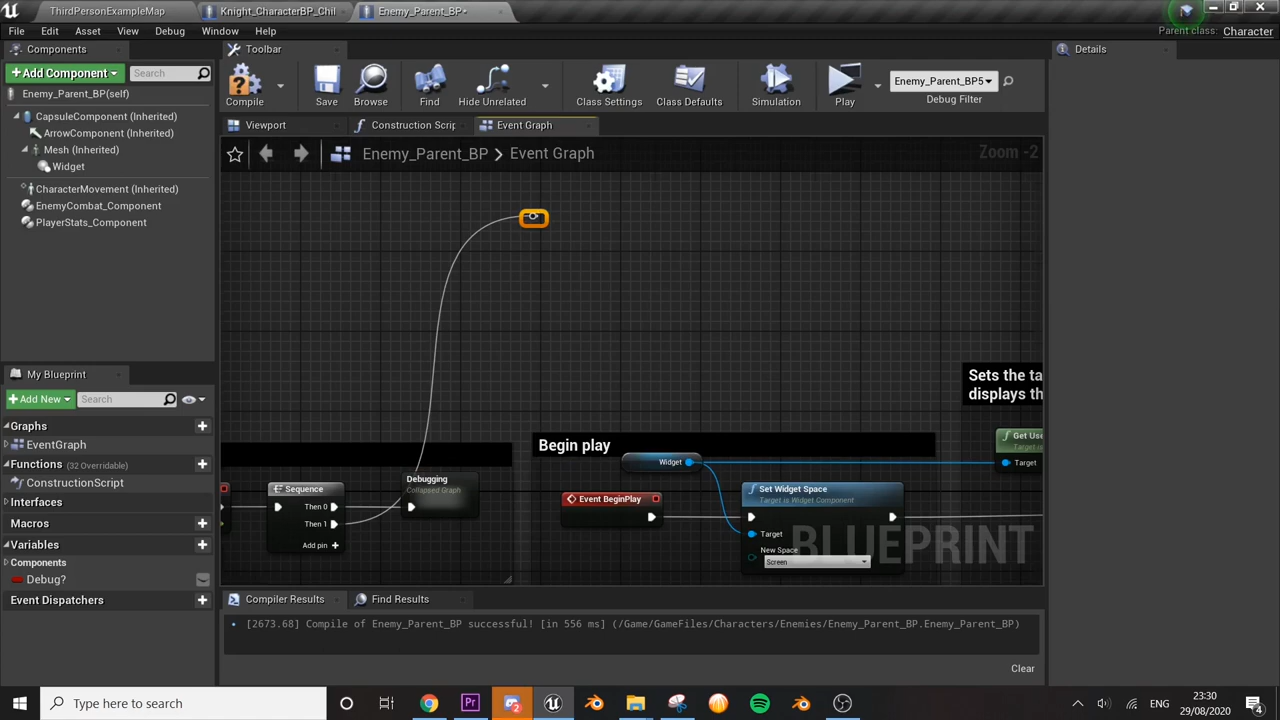 ThirdPersonExampleMap
Knight_CharacterBP_Chil
Enemy_Parent_BP*
File Edit Asset View Debug Window Help
Parent class: Character
Components
Toolbar
Details
+Add Component
Search
Enemy_Parent_BP(self)
CapsuleComponent (Inherited)
ArrowComponent (Inherited)
Mesh (Inherited)
Widget
CharacterMovement (Inherited)
EnemyCombat_Component
PlayerStats_Component
Compile
Save
Browse
Find
Hide Unrelated
Class Settings
Class Defaults
Simulation
Play
Enemy_Parent_BP5
Debug Filter
Viewport
Construction Scrip
Event Graph
Enemy_Parent_BP > Event Graph
Zoom -2
Sets the ta
displays th
Begin play
Widget
Get Use
Target is
Target
Sequence
Then 0
Then 1
Add pin +
Debugging
Collapsed Graph
Event BeginPlay
Set Widget Space
Target is Widget Component
Target
New Space
Screen
BLUEPRINT
My Blueprint
+Add New
Search
Graphs
EventGraph
Functions (32 Overridable)
ConstructionScript
Interfaces
Macros
Variables
Components
Debug?
Event Dispatchers
Compiler Results
Find Results
[2673.68] Compile of Enemy_Parent_BP successful! [in 556 ms] (/Game/GameFiles/Characters/Enemies/Enemy_Parent_BP.Enemy_Parent_BP)
Clear
Type here to search
Pr
2
ENG
23:30
29/08/2020
4